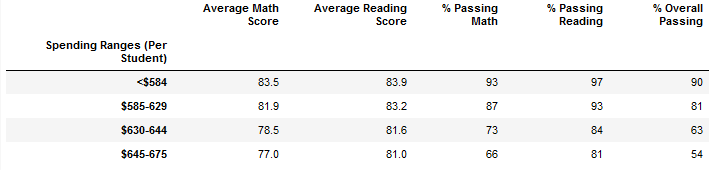 Average Math Score Average Reading Score % Passing Math % Passing Reading % Overall Passing
Spending Ranges (Per Student)
<$584 83.5 83.9 93 97 90
$585-629 81.9 83.2 87 93 81
$630-644 78.5 81.6 73 84 63
$645-675 77.0 81.0 66 81 54